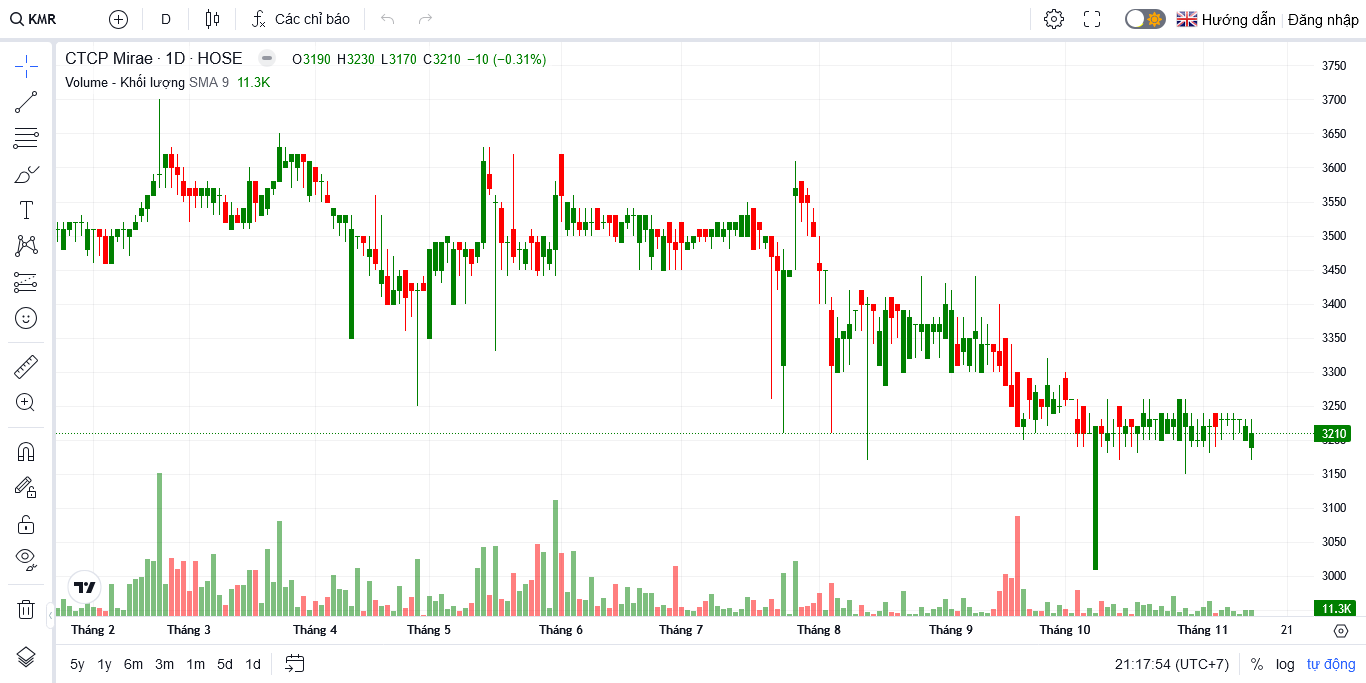 KMR D Các chỉ báo Hướng dẫn Đăng nhập
CTCP Mirae · 1D · HOSE O3190 H3230 L3170 C3210 −10 (−0.31%)
Volume - Khối lượng SMA 9 11.3K
3750
3700
3650
3600
3550
3500
3450
3400
3350
3300
3250
3210
3200
3150
3100
3050
3000
11.3K
Tháng 2 Tháng 3 Tháng 4 Tháng 5 Tháng 6 Tháng 7 Tháng 8 Tháng 9 Tháng 10 Tháng 11 21
5y 1y 6m 3m 1m 5d 1d 21:17:54 (UTC+7) % log tự động